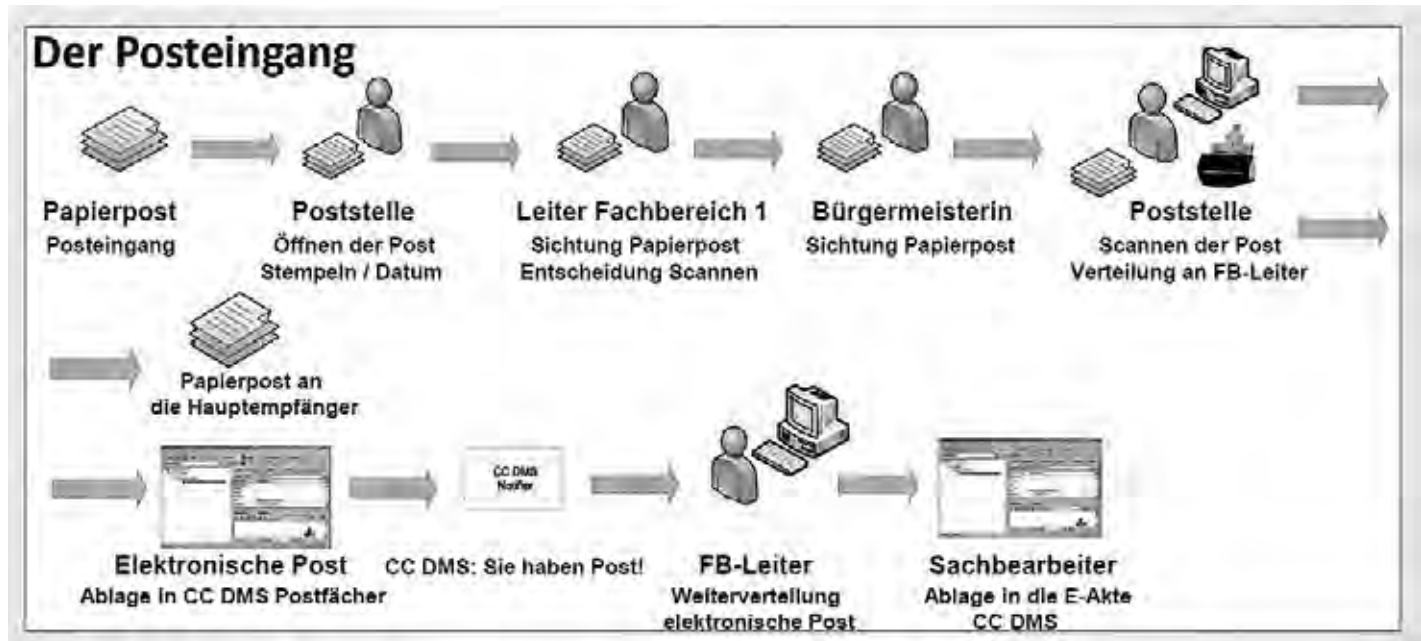 Der Posteingang
Papierpost
Posteingang
Poststelle
Öffnen der Post
Stempeln / Datum
Leiter Fachbereich 1
Sichtung Papierpost
Entscheidung Scannen
Bürgermeisterin
Sichtung Papierpost
Poststelle
Scannen der Post
Verteilung an FB-Leiter
Papierpost an
die Hauptempfänger
Elektronische Post
Ablage in CC DMS Postfächer
CC DMS
Notifier
CC DMS: Sie haben Post!
FB-Leiter
Weiterverteilung
elektronische Post
Sachbearbeiter
Ablage in die E-Akte
CC DMS